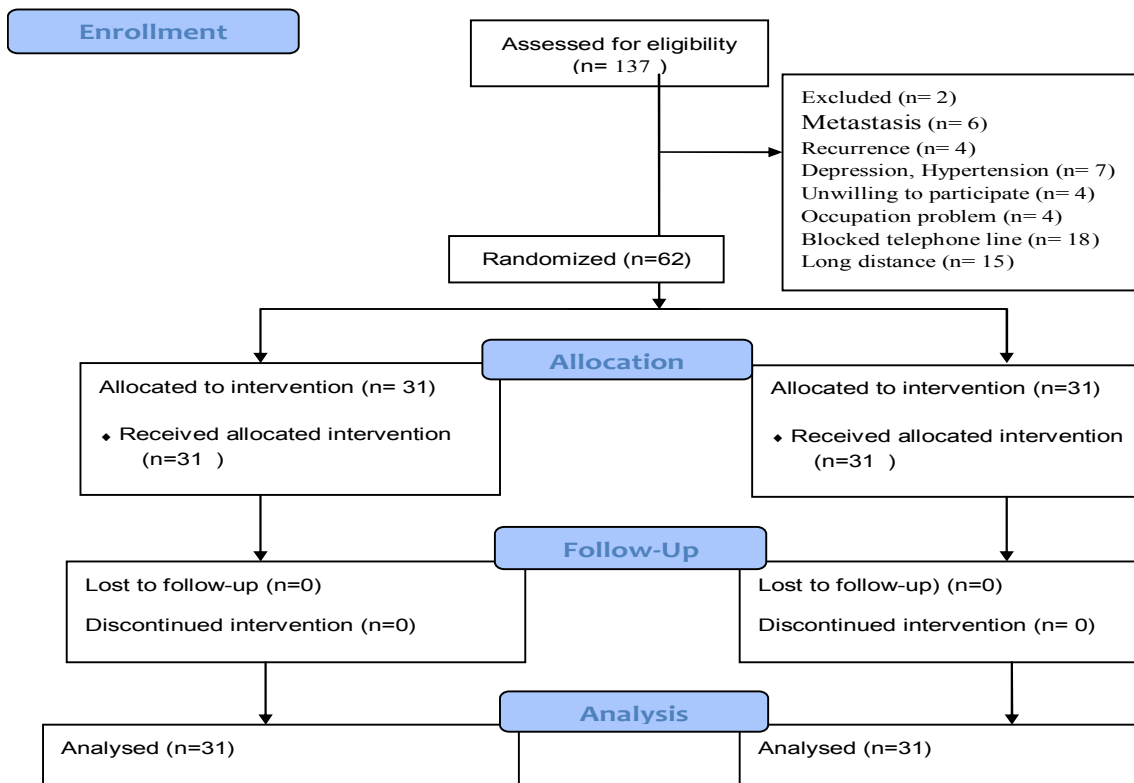 Enrollment
Assessed for eligibility
(n= 137 )
Excluded (n= 2)
Metastasis (n= 6)
Recurrence (n= 4)
Depression, Hypertension (n= 7)
Unwilling to participate (n= 4)
Occupation problem (n= 4)
Blocked telephone line (n= 18)
Long distance (n= 15)
Randomized (n=62)
Allocation
Allocated to intervention (n= 31)
◆ Received allocated intervention
(n=31 )
Allocated to intervention (n=31)
◆ Received allocated intervention
(n=31 )
Follow-Up
Lost to follow-up (n=0)
Discontinued intervention (n=0)
Lost to follow-up) (n=0)
Discontinued intervention (n= 0)
Analysis
Analysed (n=31)
Analysed (n=31)